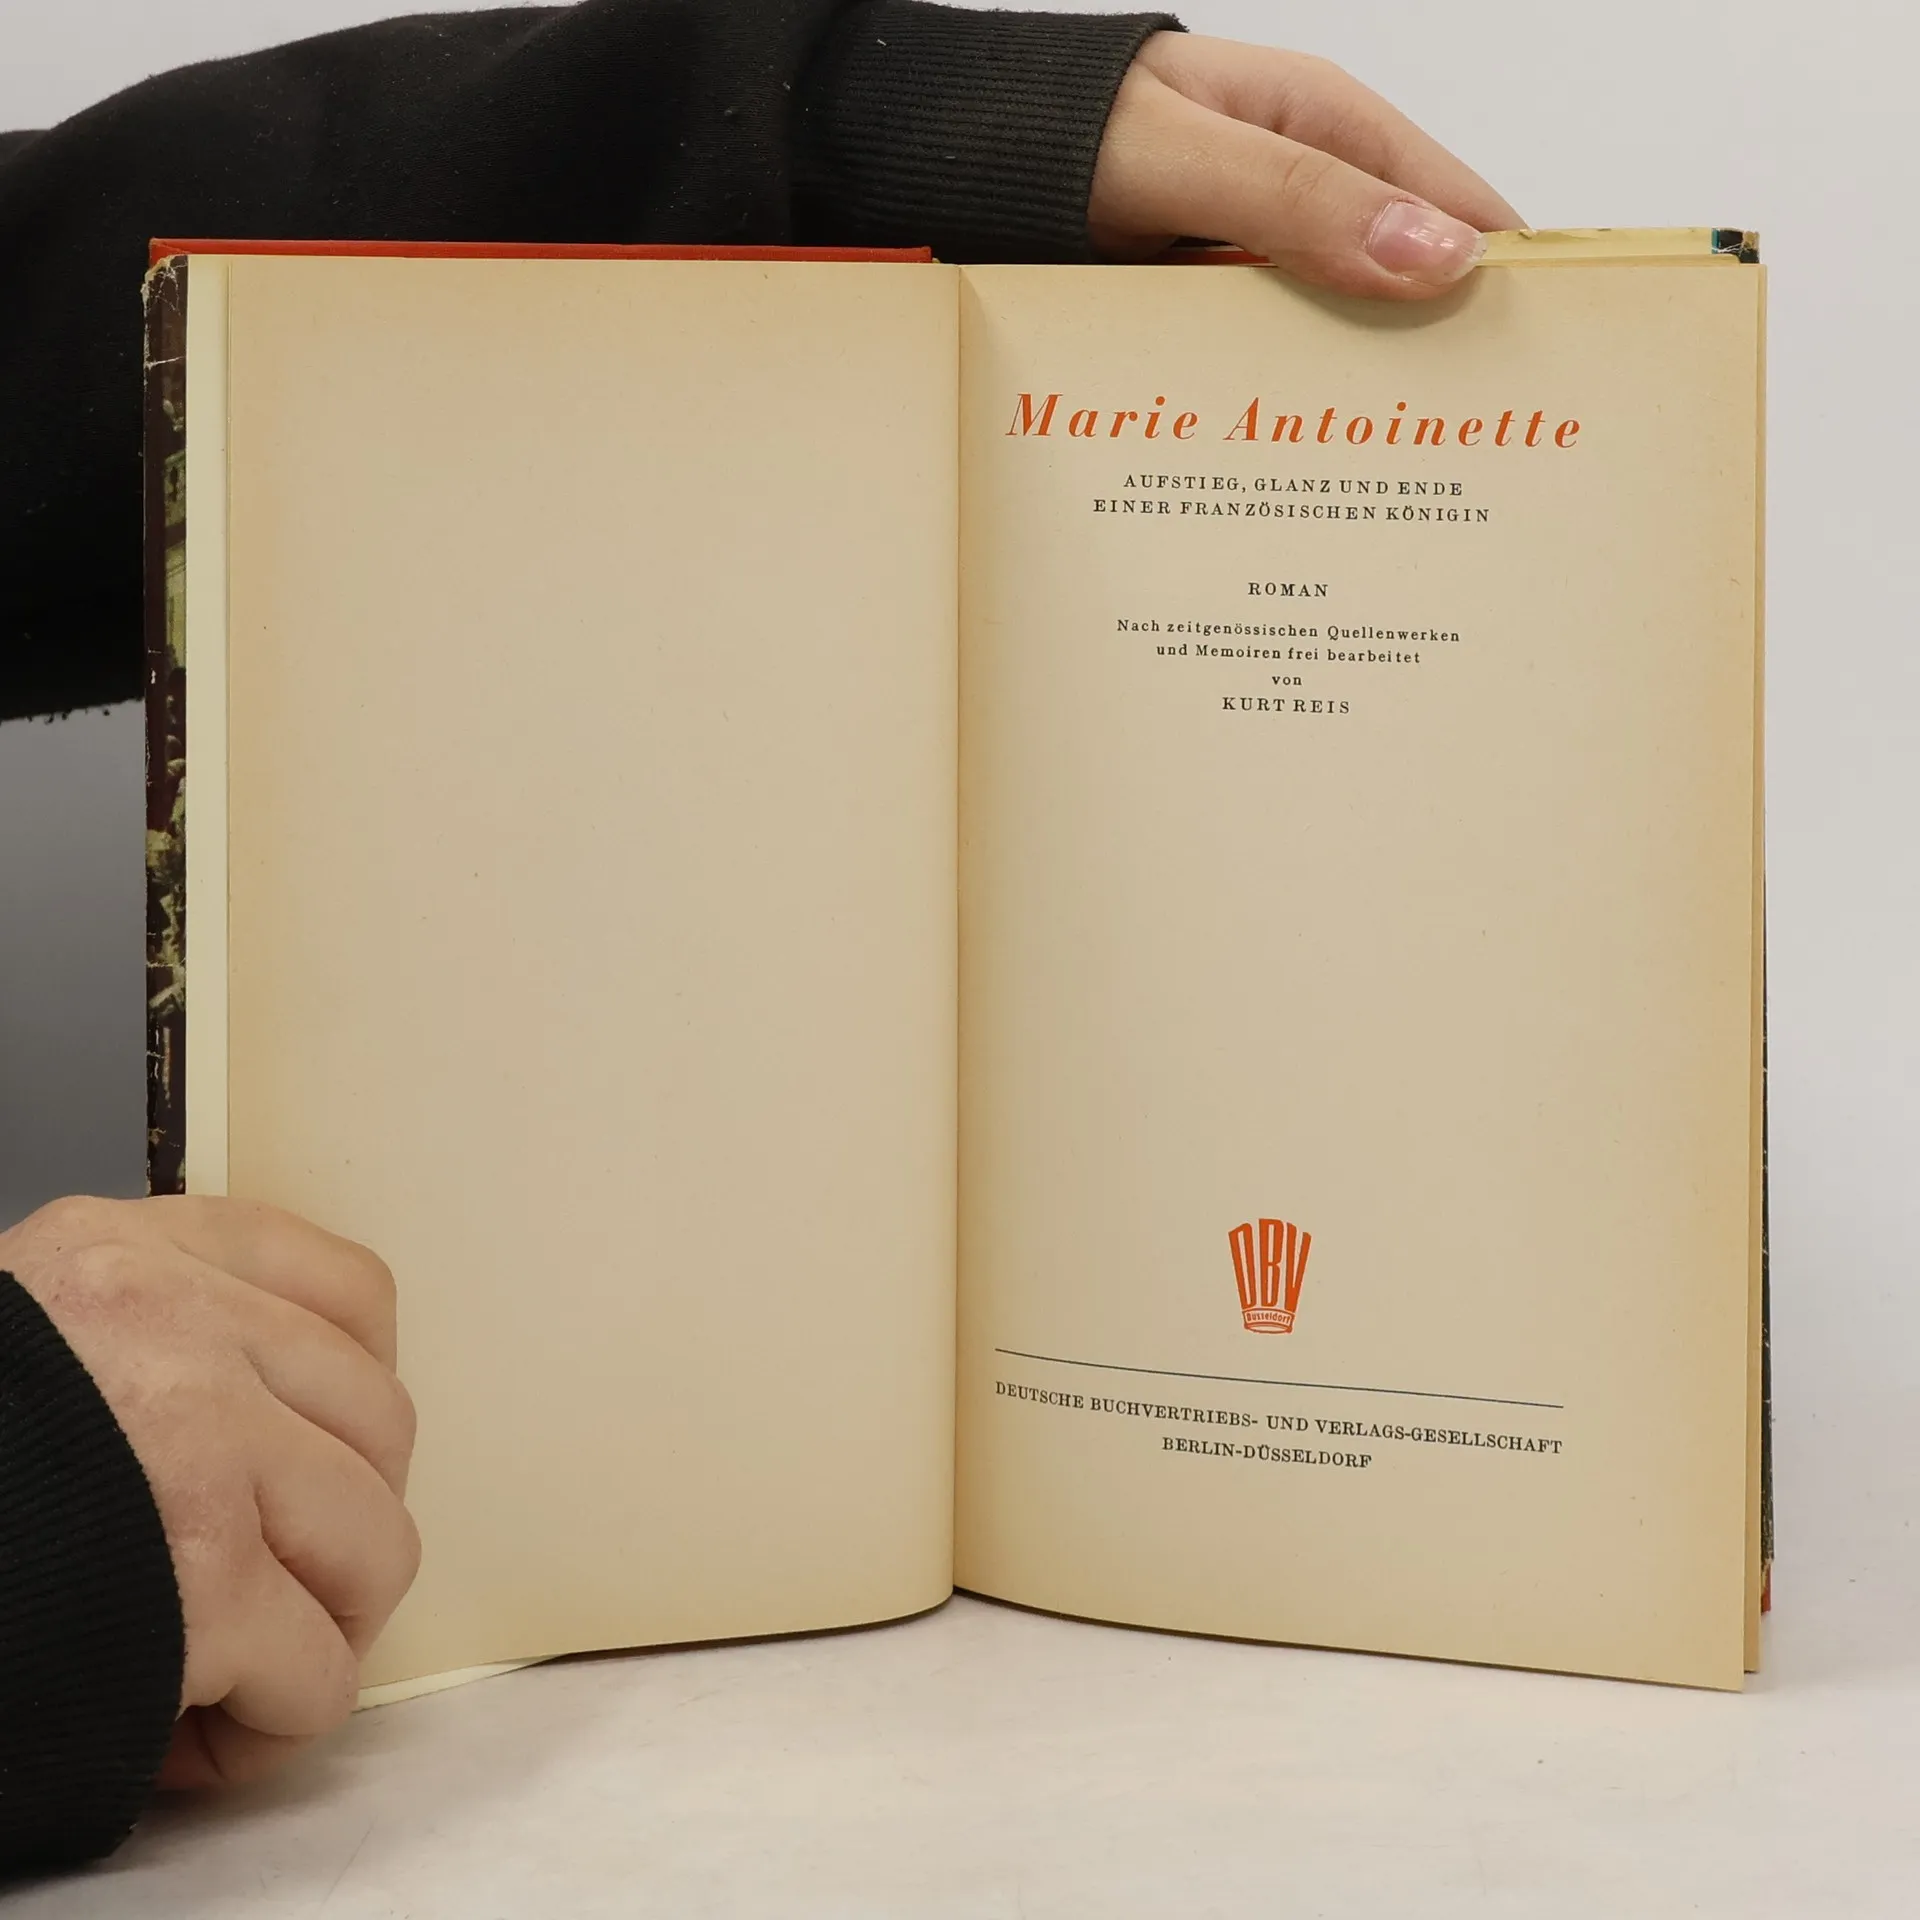 Marie Antoinette
AUFSTIEG, GLANZ UND ENDE
EINER FRANZÖSISCHEN KÖNIGIN
ROMAN
Nach zeitgenössischen Quellenwerken
und Memoiren frei bearbeitet
von
KURT REIS
DBV
Düsseldorf
DEUTSCHE BUCHVERTRIEBS- UND VERLAGS-GESELLSCHAFT
BERLIN-DÜSSELDORF